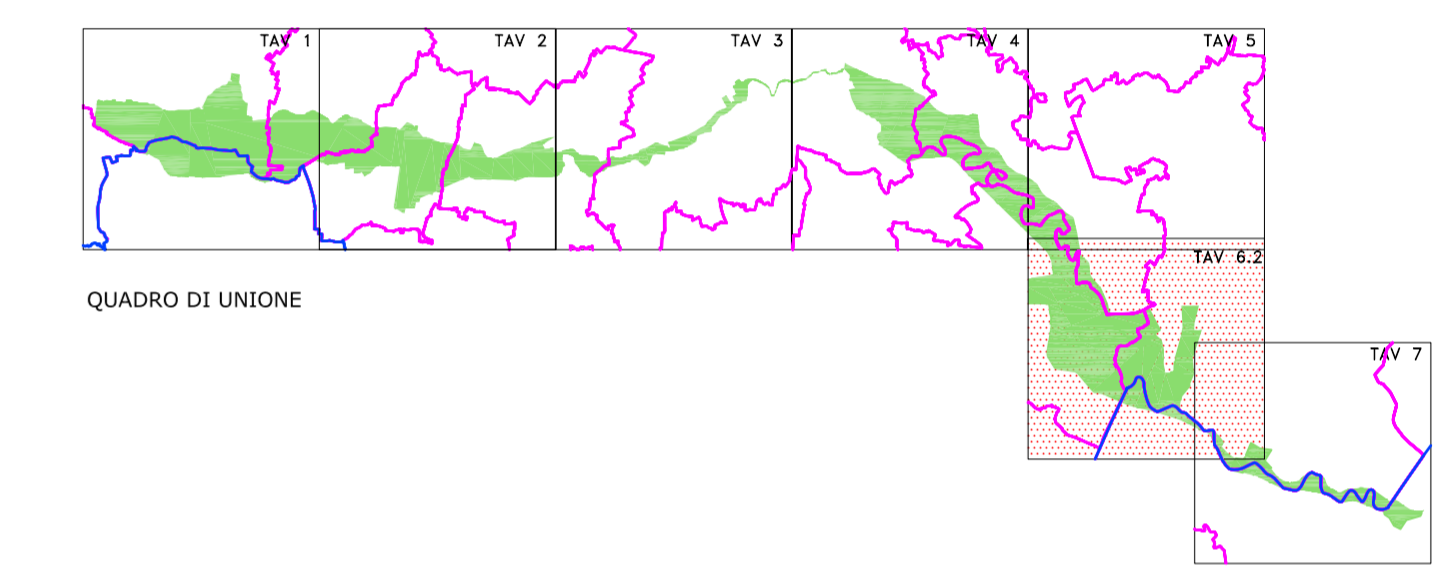 TAV 1
TAV 2
TAV 3
TAV 4
TAV 5
TAV 6.2
QUADRO DI UNIONE
TAV 7